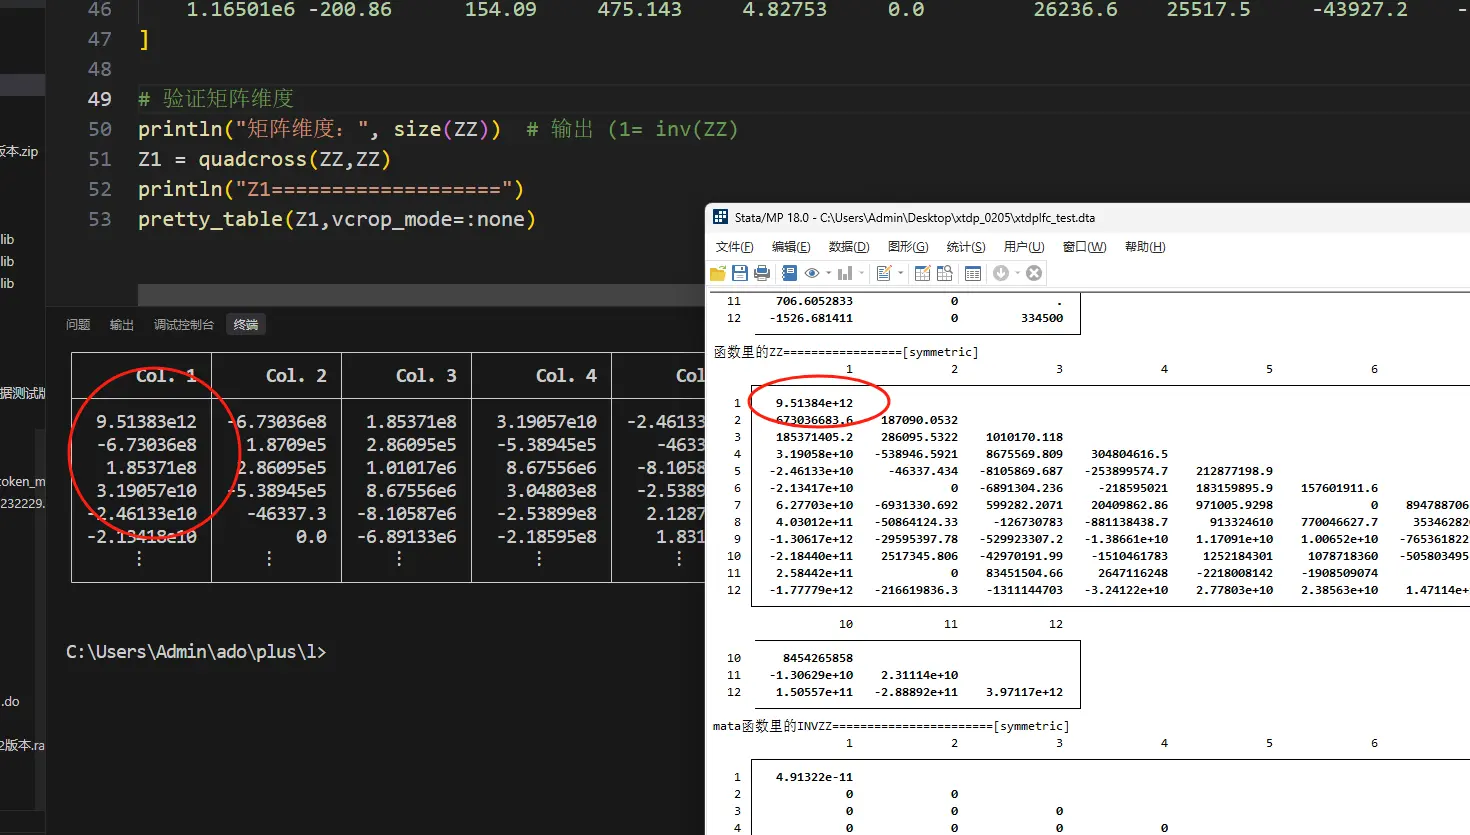 46 1.16501e6 -200.86 154.09 475.143 4.82753 0.0 26236.6 25517.5 -43927.2 -
47 ]
48
49 # 验证矩阵维度
50 println("矩阵维度：", size(ZZ)) # 输出 (1= inv(ZZ)
51 Z1 = quadcross(ZZ,ZZ)
52 println("Z1===================")
53 pretty_table(Z1,vcrop_mode=:none)
版本.zip
lib
lib
lib
据测试版
token_m
232229.
.do
2版本.ra
问题 输出 调试控制台 终端
Col. 1 Col. 2 Col. 3 Col. 4 Col
9.51383e12 -6.73036e8 1.85371e8 3.19057e10 -2.46133
-6.73036e8 1.8709e5 2.86095e5 -5.38945e5 -4633
1.85371e8 2.86095e5 1.01017e6 8.67556e6 -8.1058
3.19057e10 -5.38945e5 8.67556e6 3.04803e8 -2.5389
-2.46133e10 -46337.3 -8.10587e6 -2.53899e8 2.1287
-2.13418e10 0.0 -6.89133e6 -2.18595e8 1.831
⋮ ⋮ ⋮ ⋮ ⋮
C:\Users\Admin\ado\plus\l>
Stata/MP 18.0 - C:\Users\Admin\Desktop\xtdp_0205\xtdplfc_test.dta
文件(F) 编辑(E) 数据(D) 图形(G) 统计(S) 用户(U) 窗口(W) 帮助(H)
11 706.6052833 0 .
12 -1526.681411 0 334500
函数里的ZZ=================[symmetric]
1 2 3 4 5 6
1 9.51384e+12
2 673036683.6 187090.0532
3 185371405.2 286095.5322 1010170.118
4 3.19058e+10 -538946.5921 8675569.809 304804616.5
5 -2.46133e+10 -46337.434 -8105869.687 -253899574.7 212877198.9
6 -2.13417e+10 0 -6891304.236 -218595021 183159895.9 157601911.6
7 6.27703e+10 -6931330.692 599282.2071 20409862.86 971005.9298 0 894788706
8 4.03012e+11 -50864124.33 -126730783 -881138438.7 913324610 770046627.7 35346282
9 -1.30617e+12 -29595397.78 -529923307.2 -1.38661e+10 1.17091e+10 1.00652e+10 -765361822
10 -2.18440e+11 2517345.806 -42970191.99 -1510461783 1252184301 1078718360 -505803495
11 2.58442e+11 0 83451504.66 2647116248 -2218008142 -1908509074
12 -1.77779e+12 -216619836.3 -1311144703 -3.24122e+10 2.77803e+10 2.38563e+10 1.47114e+
10 11 12
10 8454265858
11 -1.30629e+10 2.31114e+10
12 1.50557e+11 -2.88892e+11 3.97117e+12
mata函数里的INVZZ=======================[symmetric]
1 2 3 4 5 6
1 4.91322e-11
2 0 0
3 0 0 0
4 0 0 0 0